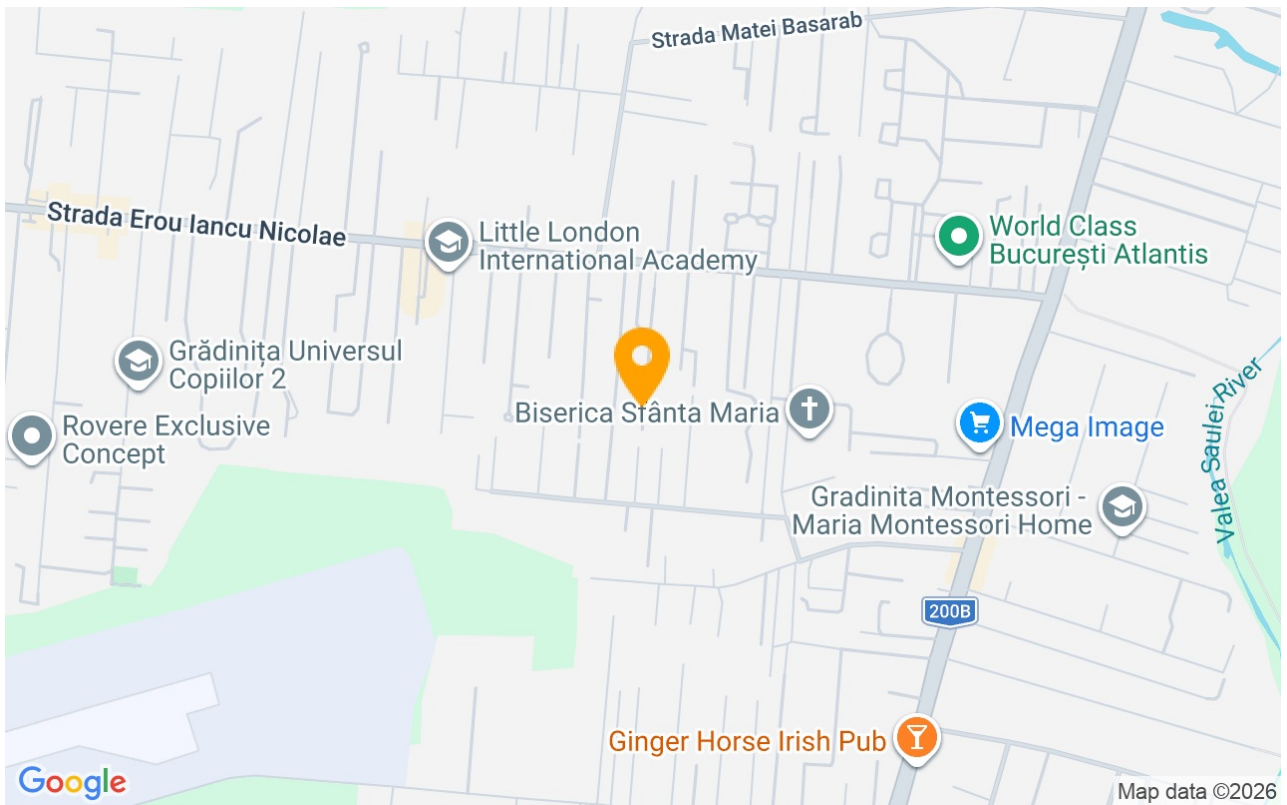 Strada Matei Basarab
Strada Erou Iancu Nicolae
Little London
International Academy
World Class
București Atlantis
Grădinița Universul
Copiilor 2
Rovere Exclusive
Concept
Biserica Sfânta Maria
Mega Image
Valea Saulei River
Gradinita Montessori -
Maria Montessori Home
200B
Ginger Horse Irish Pub
Google
Map data ©2026